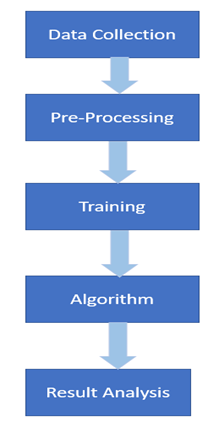 Data Collection
Pre-Processing
Training
Algorithm
Result Analysis